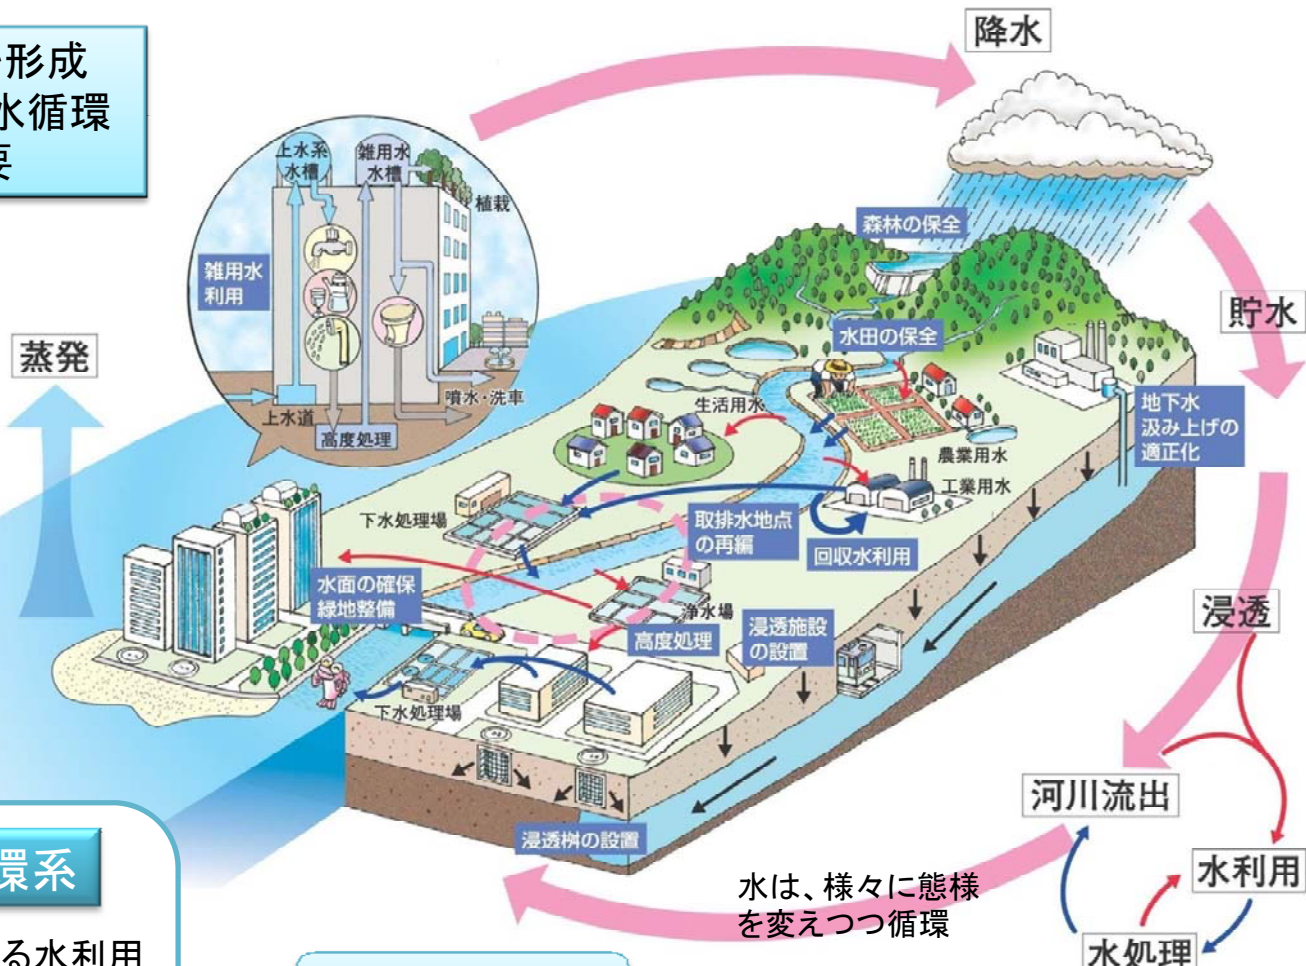 形成
水循環
要
降水
上水系
水槽
雑用水
水槽
植栽
雑用水
利用
上水道
高度処理
噴水・洗車
森林の保全
貯水
蒸発
水田の保全
生活用水
地下水
汲み上げの
適正化
農業用水
工業用水
下水処理場
取排水地点
の再編
回収水利用
水面の確保
緑地整備
浄水場
高度処理
浸透施設
の設置
浸透
下水処理場
河川流出
浸透桝の設置
環系
水利用
水は、様々に態様
を変えつつ循環
る水利用
水処理